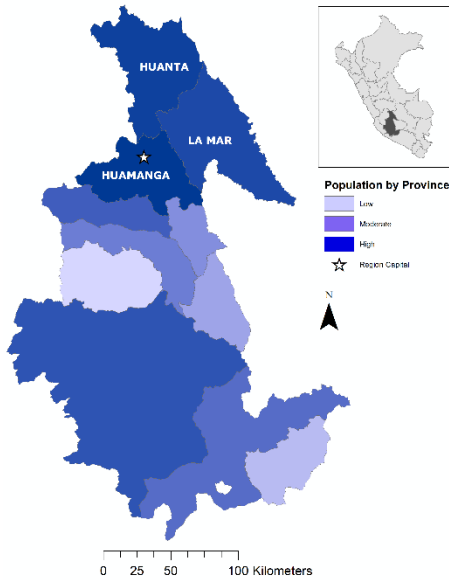 HUANTA
LA MAR
HUAMANGA
Population by Province
Low
Moderate
High
Region Capital
N
0 25 50 100 Kilometers